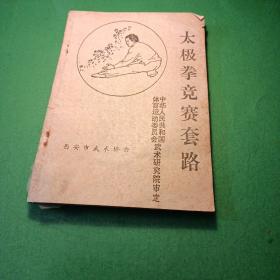 太极拳竞赛套路
中华人民共和国
体育运动委员会
武术研究院审定
西安市武术协会